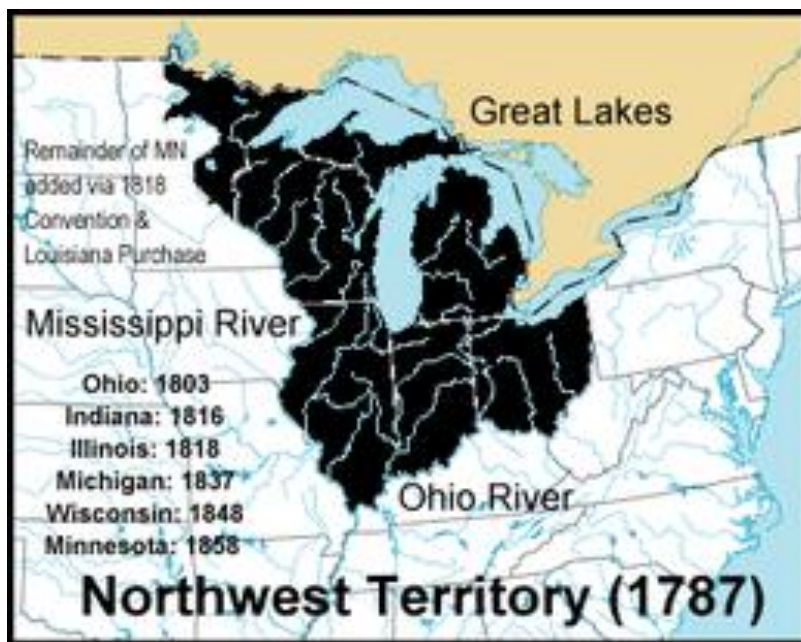 Great Lakes
Remainder of MN
added via 1818
Convention &
Louisiana Purchase
Mississippi River
Ohio: 1803
Indiana: 1816
Illinois: 1818
Michigan: 1837
Wisconsin: 1848
Minnesota: 1858
Ohio River
Northwest Territory (1787)